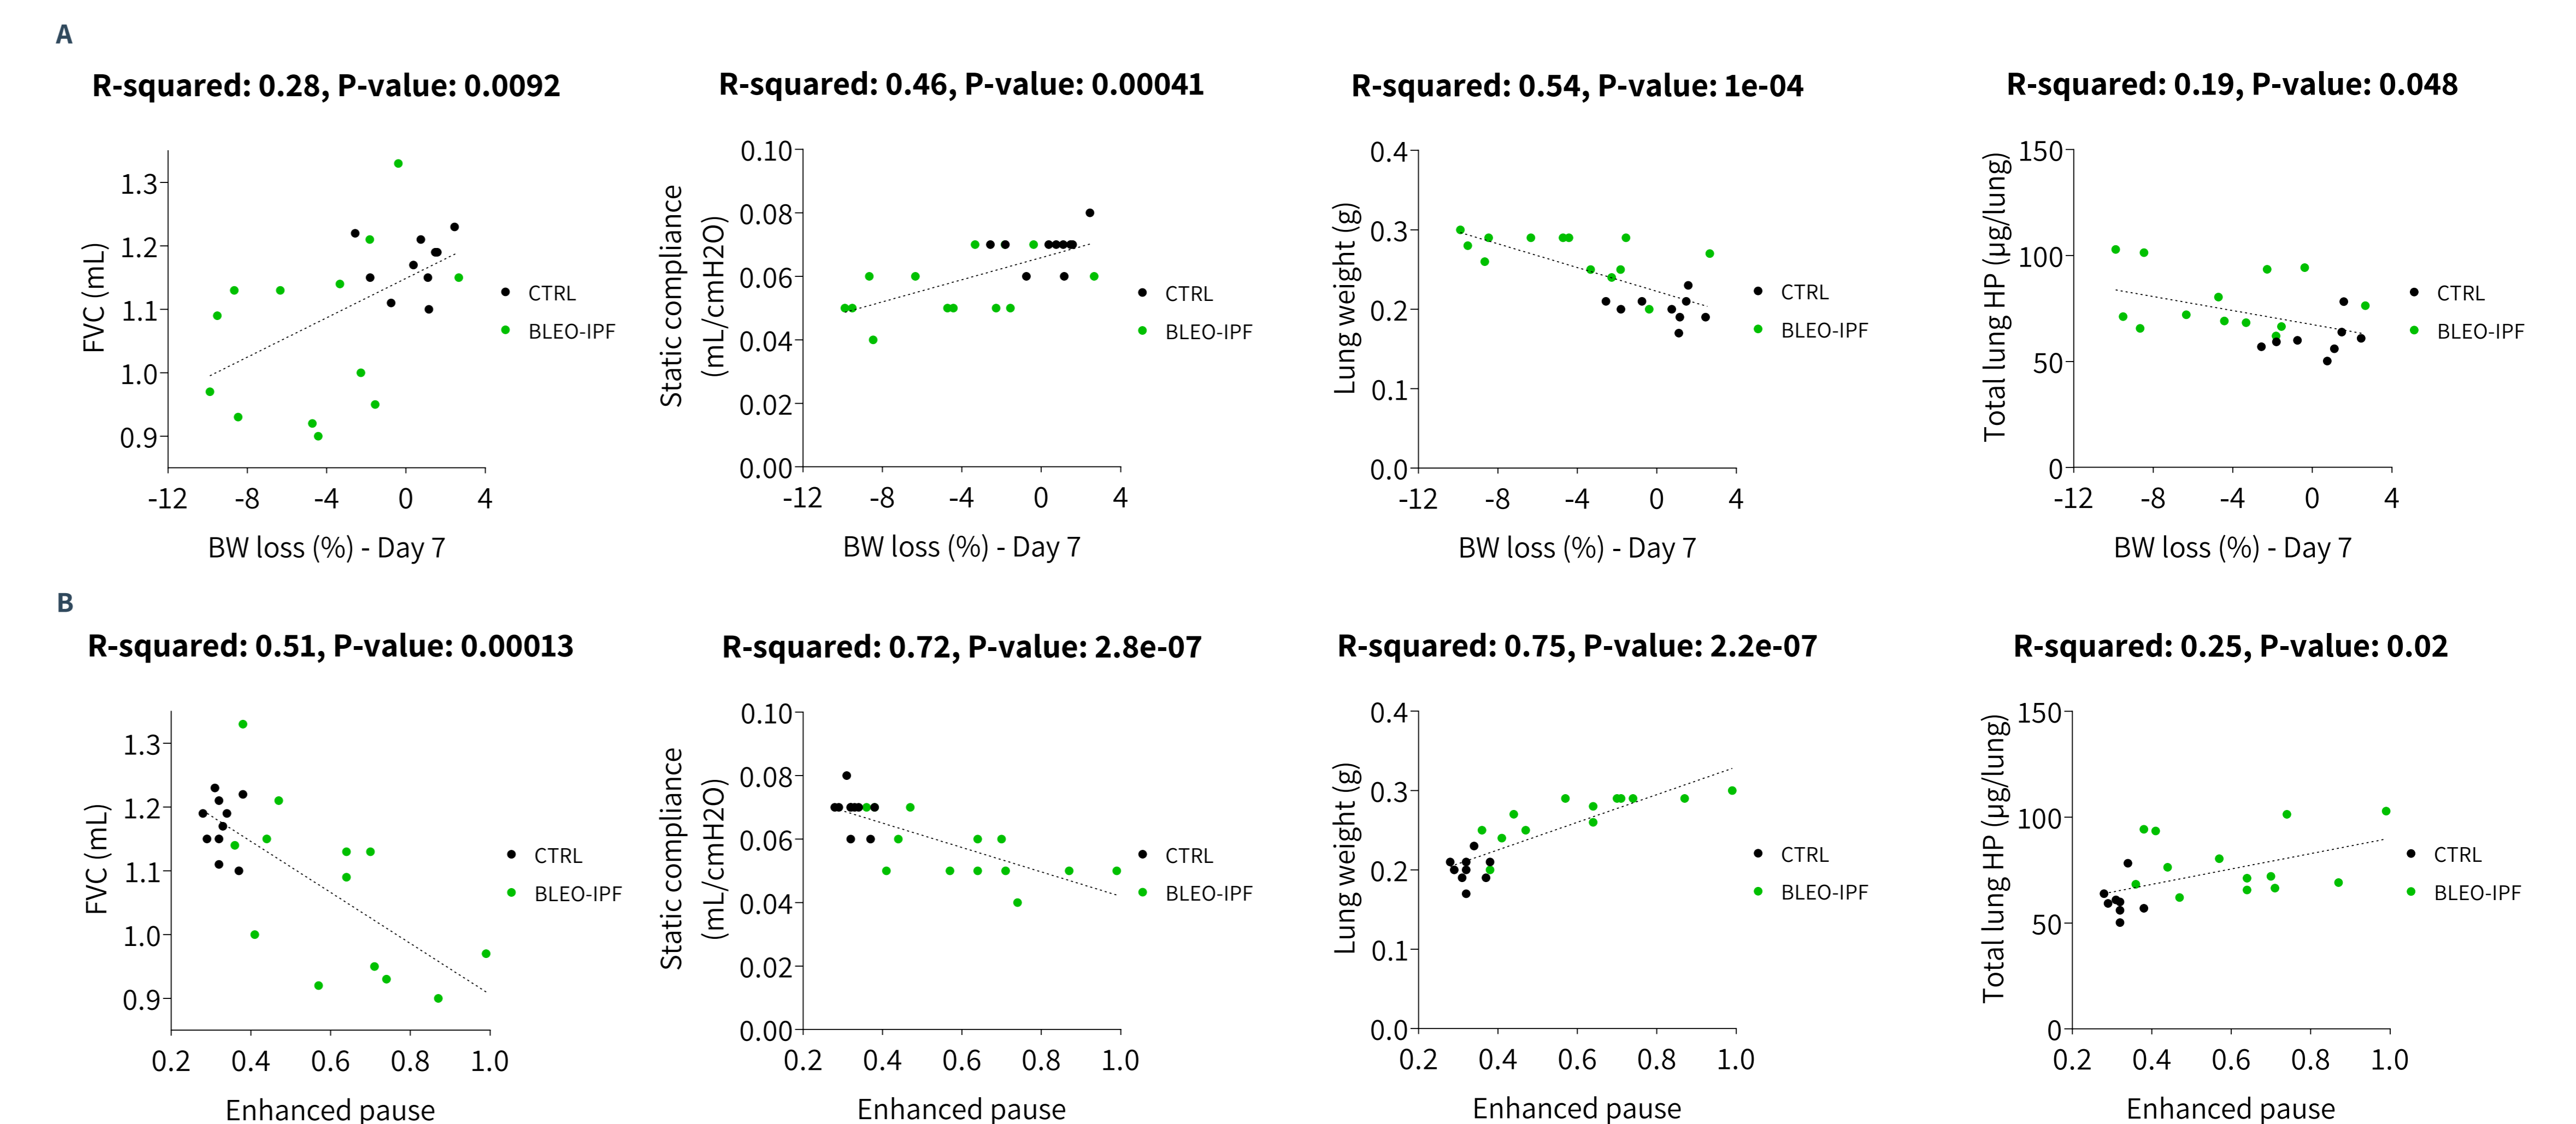 A
R-squared: 0.28, P-value: 0.0092
R-squared: 0.46, P-value: 0.00041
R-squared: 0.54, P-value: 1e-04
R-squared: 0.19, P-value: 0.048
FVC (mL)
1.3
1.2
1.1
1.0
0.9
-12 -8 -4 0 4
BW loss (%) - Day 7
CTRL
BLEO-IPF
Static compliance
(mL/cmH2O)
0.10
0.08
0.06
0.04
0.02
0.00
-12 -8 -4 0 4
BW loss (%) - Day 7
CTRL
BLEO-IPF
Lung weight (g)
0.4
0.3
0.2
0.1
0.0
-12 -8 -4 0 4
BW loss (%) - Day 7
CTRL
BLEO-IPF
Total lung HP (µg/lung)
150
100
50
0
-12 -8 -4 0 4
BW loss (%) - Day 7
CTRL
BLEO-IPF
B
R-squared: 0.51, P-value: 0.00013
R-squared: 0.72, P-value: 2.8e-07
R-squared: 0.75, P-value: 2.2e-07
R-squared: 0.25, P-value: 0.02
FVC (mL)
1.3
1.2
1.1
1.0
0.9
0.2 0.4 0.6 0.8 1.0
Enhanced pause
CTRL
BLEO-IPF
Static compliance
(mL/cmH2O)
0.10
0.08
0.06
0.04
0.02
0.00
0.2 0.4 0.6 0.8 1.0
Enhanced pause
CTRL
BLEO-IPF
Lung weight (g)
0.4
0.3
0.2
0.1
0.0
0.2 0.4 0.6 0.8 1.0
Enhanced pause
CTRL
BLEO-IPF
Total lung HP (µg/lung)
150
100
50
0
0.2 0.4 0.6 0.8 1.0
Enhanced pause
CTRL
BLEO-IPF